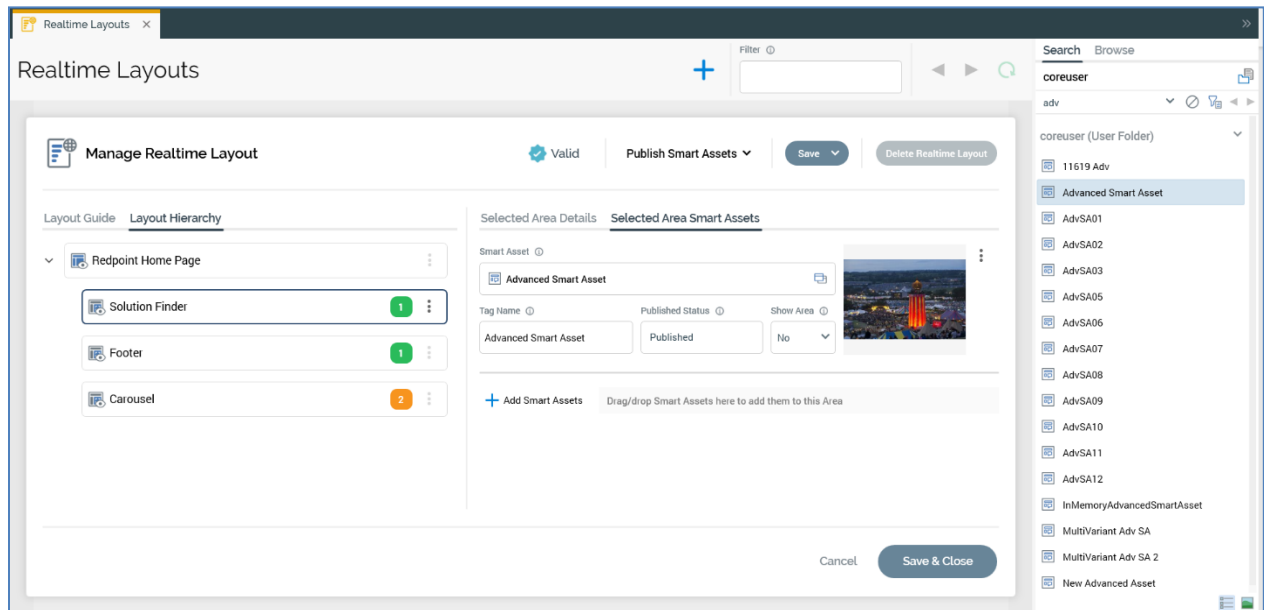 Realtime Layouts
Realtime Layouts
Filter
Manage Realtime Layout
Valid
Publish Smart Assets
Save
Delete Realtime Layout
Layout Guide Layout Hierarchy
Redpoint Home Page
Solution Finder 1
Footer 1
Carousel 2
Selected Area Details Selected Area Smart Assets
Smart Asset
Advanced Smart Asset
Tag Name Published Status Show Area
Advanced Smart Asset Published No
Add Smart Assets Drag/drop Smart Assets here to add them to this Area
Cancel Save & Close
Search Browse
coreuser
adv
coreuser (User Folder)
11619 Adv
Advanced Smart Asset
AdvSA01
AdvSA02
AdvSA03
AdvSA05
AdvSA06
AdvSA07
AdvSA08
AdvSA09
AdvSA10
AdvSA11
AdvSA12
InMemoryAdvancedSmartAsset
MultiVariant Adv SA
MultiVariant Adv SA 2
New Advanced Asset